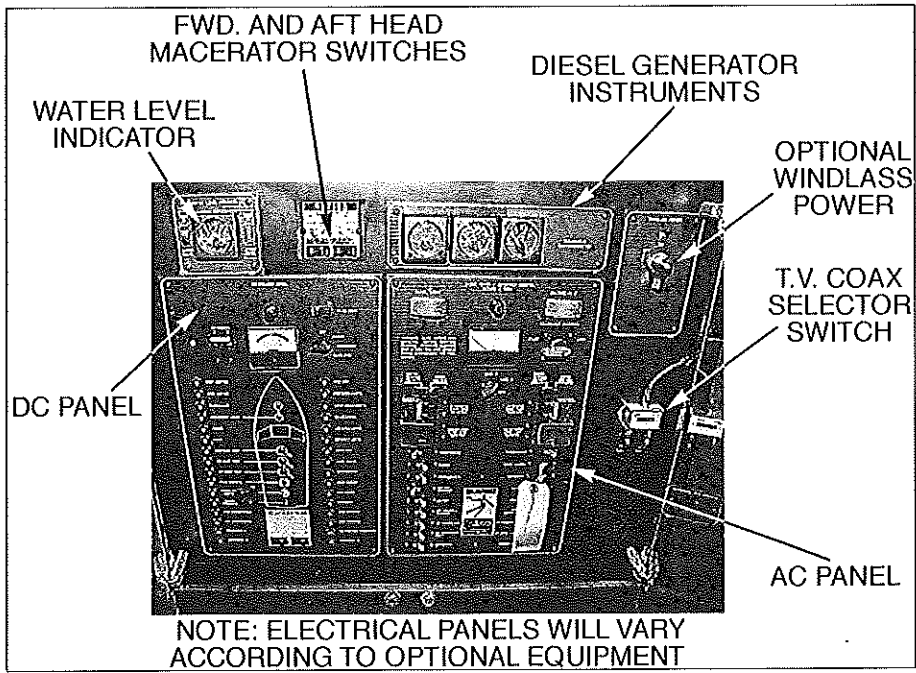 FWD. AND AFT HEAD
MACERATOR SWITCHES
DIESEL GENERATOR
INSTRUMENTS
WATER LEVEL
INDICATOR
OPTIONAL
WINDLASS
POWER
T.V. COAX
SELECTOR
SWITCH
DC PANEL
AC PANEL
NOTE: ELECTRICAL PANELS WILL VARY
ACCORDING TO OPTIONAL EQUIPMENT